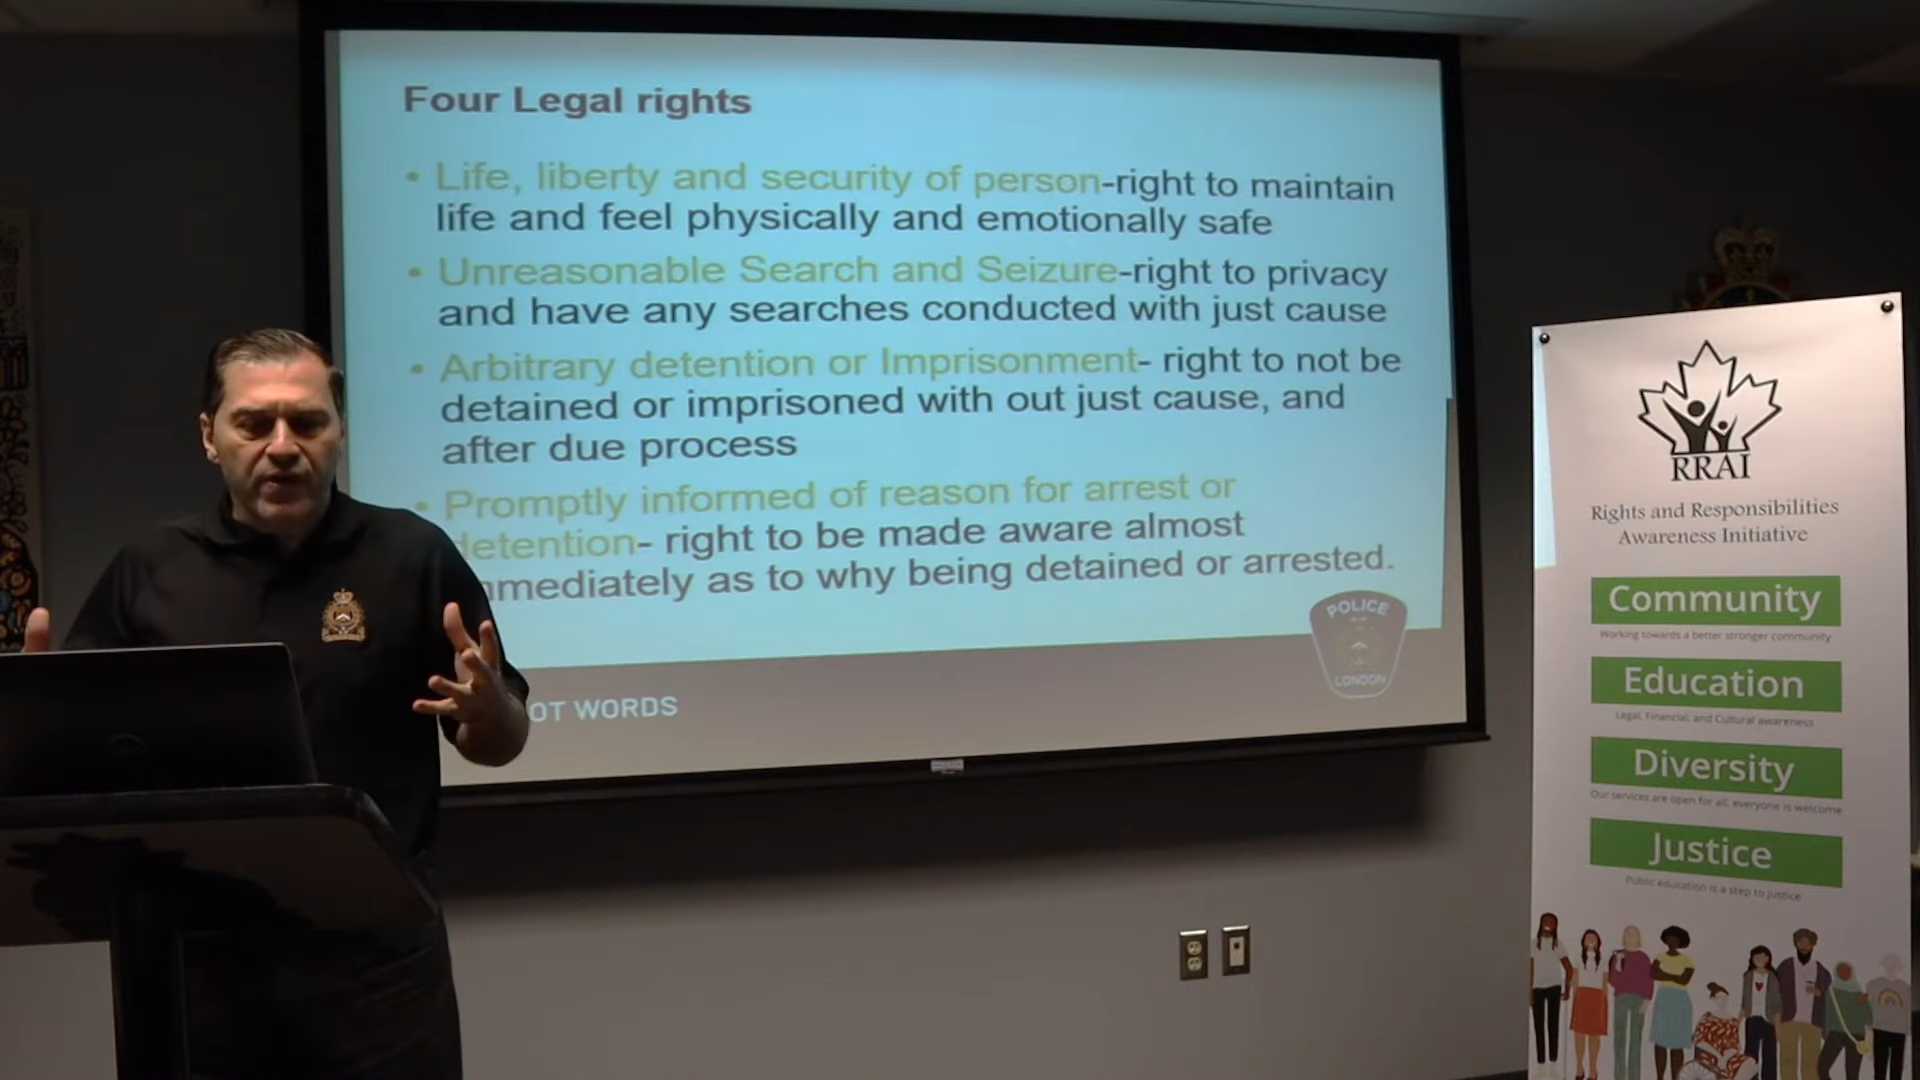 Four Legal rights
• Life, liberty and security of person-right to maintain
life and feel physically and emotionally safe
• Unreasonable Search and Seizure-right to privacy
and have any searches conducted with just cause
• Arbitrary detention or Imprisonment- right to not be
detained or imprisoned with out just cause, and
after due process
• Promptly informed of reason for arrest or
detention- right to be made aware almost
mmediately as to why being detained or arrested.
POLICE
LONDON
OT WORDS
RRAI
Rights and Responsibilities
Awareness Initiative
Community
Working towards a better stronger community
Education
Legal, Financial, and Cultural awareness
Diversity
Our services are open for all, everyone is welcome
Justice
Public education is a step to justice